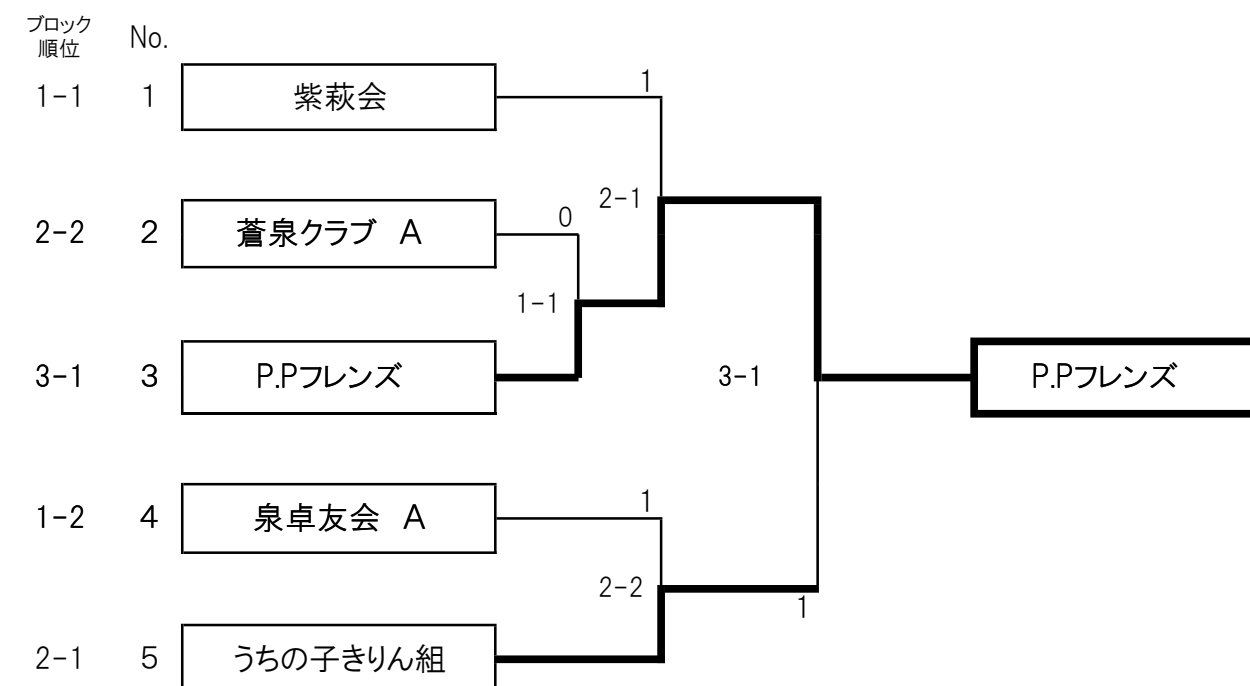 ブロック
順位 No.
1-1 1 紫萩会 1
2-1
2-2 2 蒼泉クラブ A 0
1-1
3-1 3 P.Pフレンズ 3-1 P.Pフレンズ
1-2 4 泉卓友会 A 1
2-2
1
2-1 5 うちの子きりん組